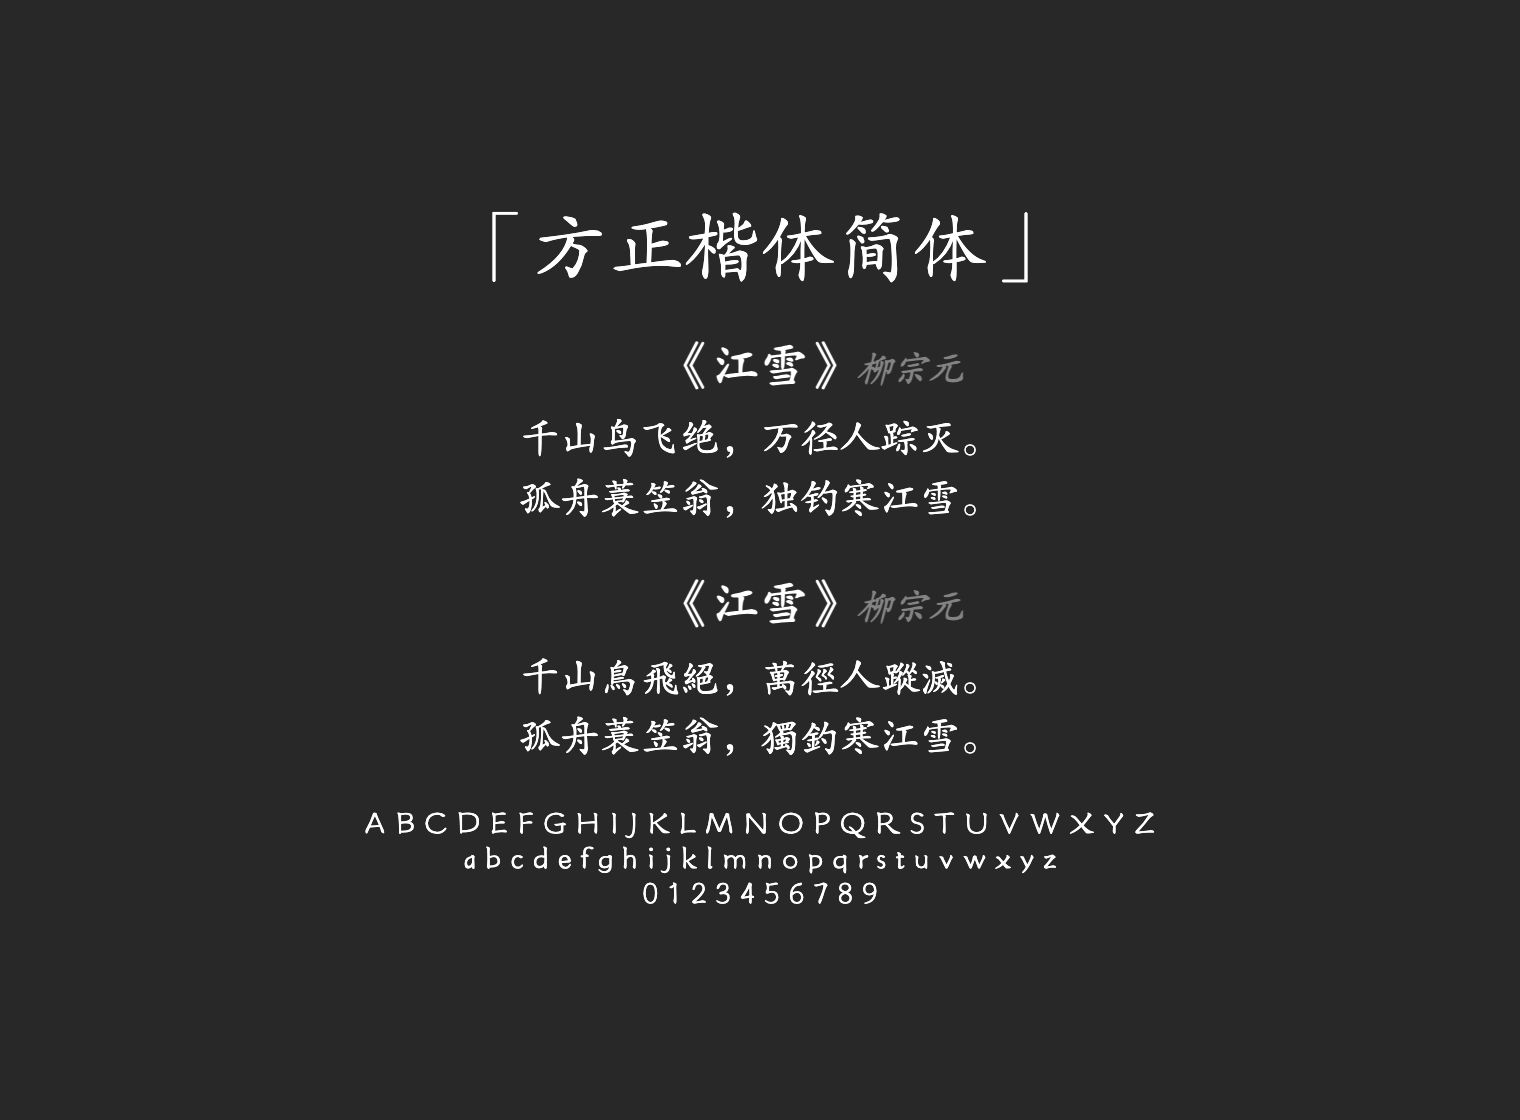 「方正楷体简体」
《江雪》柳宗元
千山鸟飞绝，万径人踪灭。
孤舟蓑笠翁，独钓寒江雪。
《江雪》柳宗元
千山鳥飛絕，萬徑人蹤滅。
孤舟蓑笠翁，獨釣寒江雪。
A B C D E F G H I J K L M N O P Q R S T U V W X Y Z
a b c d e f g h i j k l m n o p q r s t u v w x y z
0 1 2 3 4 5 6 7 8 9